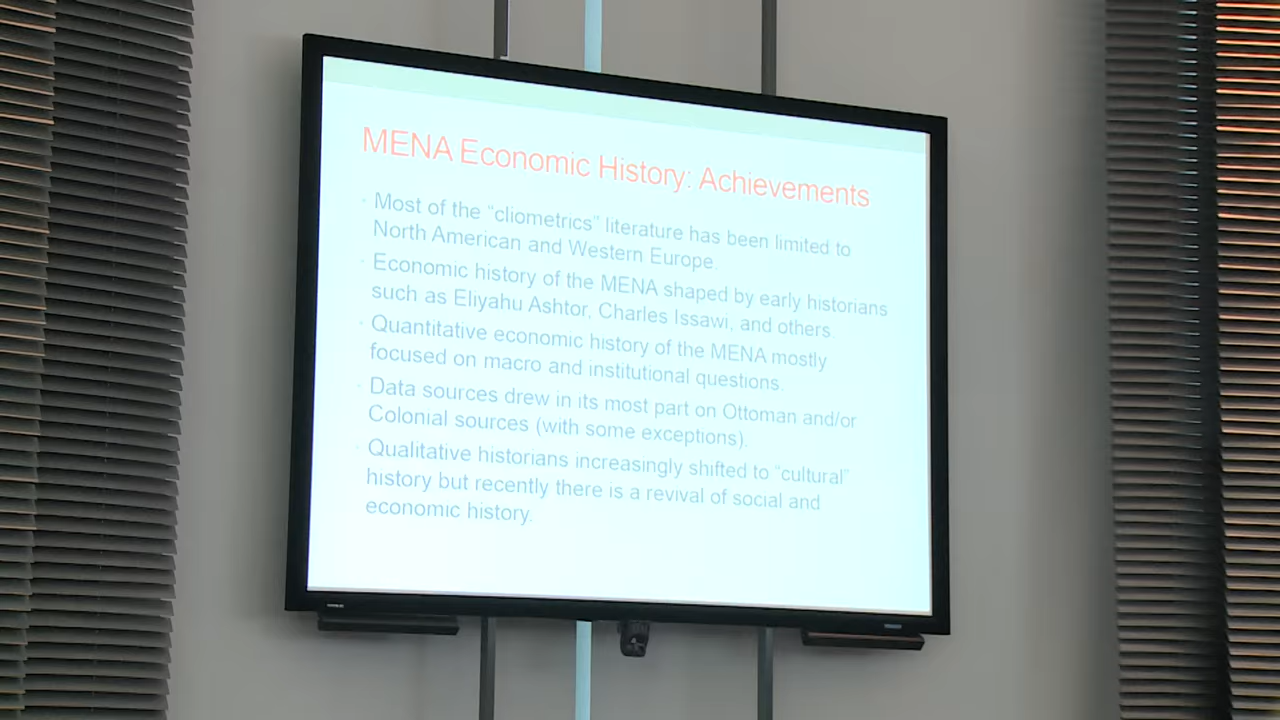 MENA Economic History: Achievements
Most of the "cliometrics" literature has been limited to
North American and Western Europe.
Economic history of the MENA shaped by early historians
such as Eliyahu Ashtor, Charles Issawi, and others.
Quantitative economic history of the MENA mostly
focused on macro and institutional questions.
Data sources drew in its most part on Ottoman and/or
Colonial sources (with some exceptions).
Qualitative historians increasingly shifted to "cultural"
history but recently there is a revival of social and
economic history.